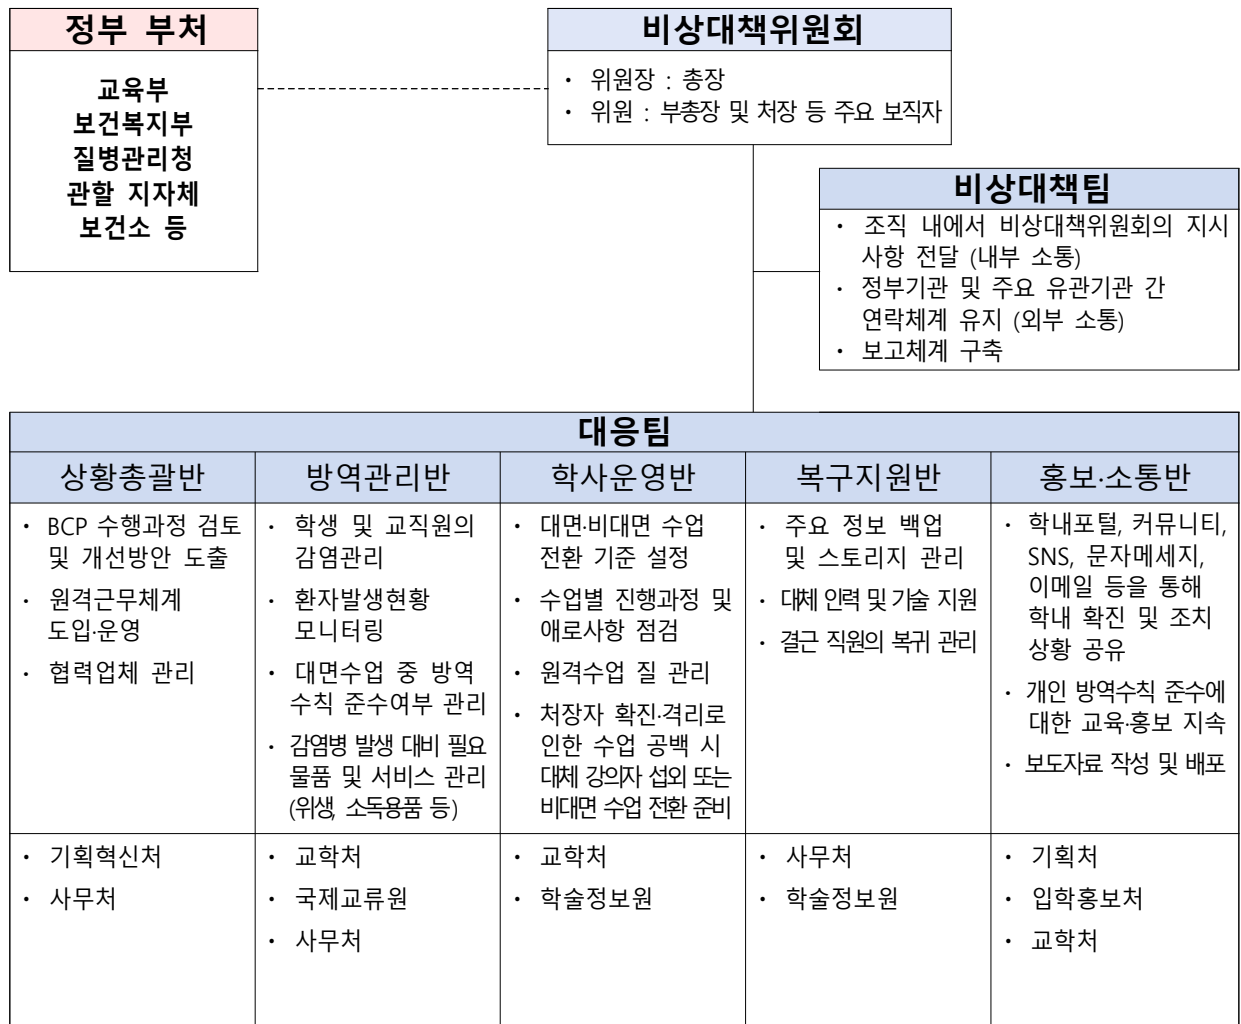 정부 부처
교육부
보건복지부
질병관리청
관할 지자체
보건소 등
비상대책위원회
· 위원장 : 총장
· 위원 : 부총장 및 처장 등 주요 보직자
비상대책팀
· 조직 내에서 비상대책위원회의 지시
사항 전달 (내부 소통)
· 정부기관 및 주요 유관기관 간
연락체계 유지 (외부 소통)
· 보고체계 구축
대응팀
상황총괄반
· BCP 수행과정 검토
및 개선방안 도출
· 원격근무체계
도입·운영
· 협력업체 관리
· 기획혁신처
· 사무처
방역관리반
· 학생 및 교직원의
감염관리
· 환자발생현황
모니터링
· 대면수업 중 방역
수칙 준수여부 관리
· 감염병 발생 대비 필요
물품 및 서비스 관리
(위생, 소독용품 등)
· 교학처
· 국제교류원
· 사무처
학사운영반
· 대면·비대면 수업
전환 기준 설정
· 수업별 진행과정 및
애로사항 점검
· 원격수업 질 관리
· 처장자 확진·격리로
인한 수업 공백 시
대체 강의자 섭외 또는
비대면 수업 전환 준비
· 교학처
· 학술정보원
복구지원반
· 주요 정보 백업
및 스토리지 관리
· 대체 인력 및 기술 지원
· 결근 직원의 복귀 관리
· 사무처
· 학술정보원
홍보·소통반
· 학내포털, 커뮤니티,
SNS, 문자메세지,
이메일 등을 통해
학내 확진 및 조치
상황 공유
· 개인 방역수칙 준수에
대한 교육·홍보 지속
· 보도자료 작성 및 배포
· 기획처
· 입학홍보처
· 교학처